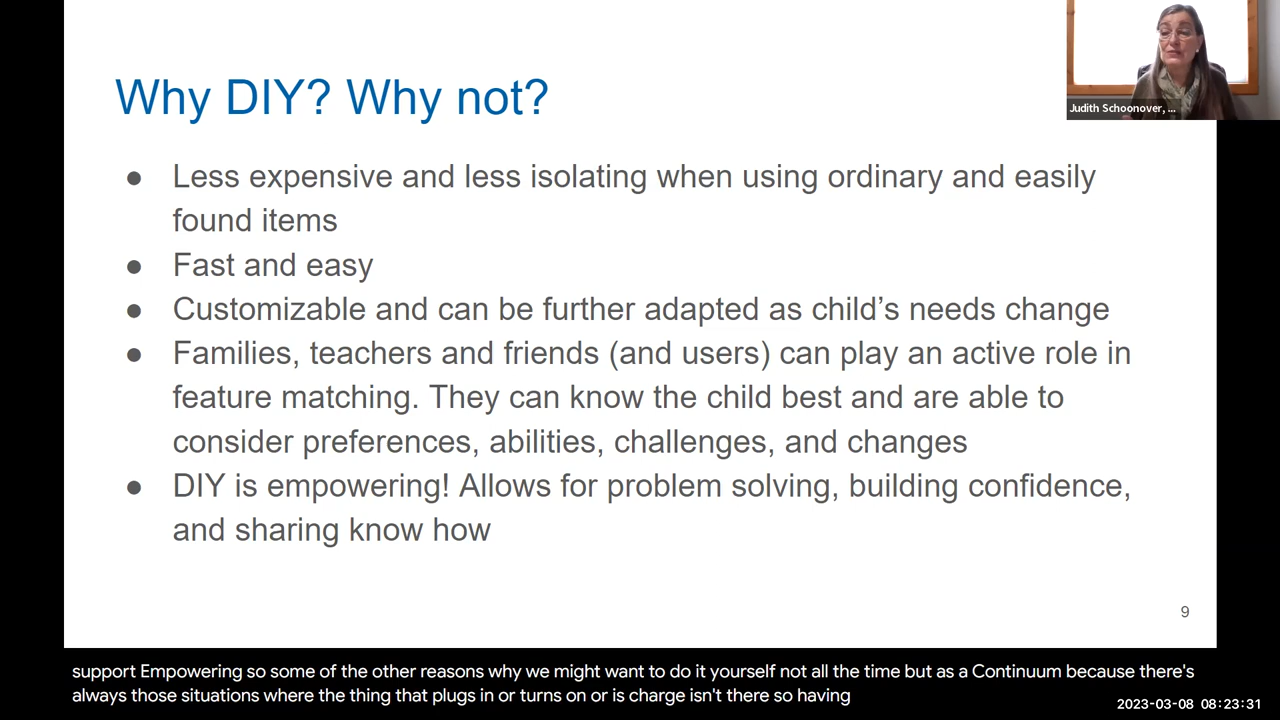 Why DIY? Why not?
● Less expensive and less isolating when using ordinary and easily
found items
● Fast and easy
● Customizable and can be further adapted as child’s needs change
● Families, teachers and friends (and users) can play an active role in
feature matching. They can know the child best and are able to
consider preferences, abilities, challenges, and changes
● DIY is empowering! Allows for problem solving, building confidence,
and sharing know how
9
Judith Schoonover, ...
support Empowering so some of the other reasons why we might want to do it yourself not all the time but as a Continuum because there's
always those situations where the thing that plugs in or turns on or is charge isn't there so having
2023-03-08 08:23:31